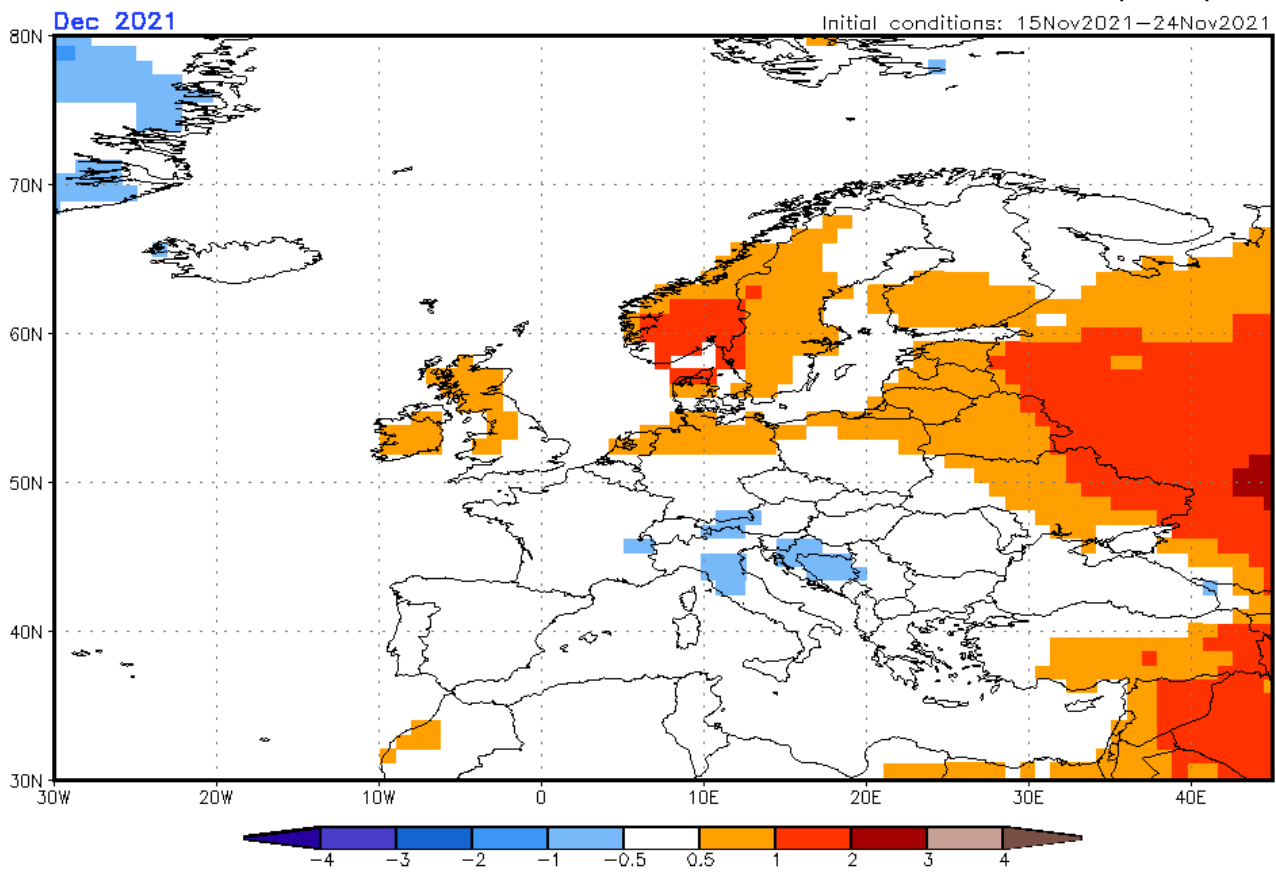 Dec 2021
Initial conditions: 15Nov2021−24Nov2021
80N
70N
60N
50N
40N
30N
30W 20W 10W 0 10E 20E 30E 40E
−4 −3 −2 −1 −0.5 0.5 1 2 3 4